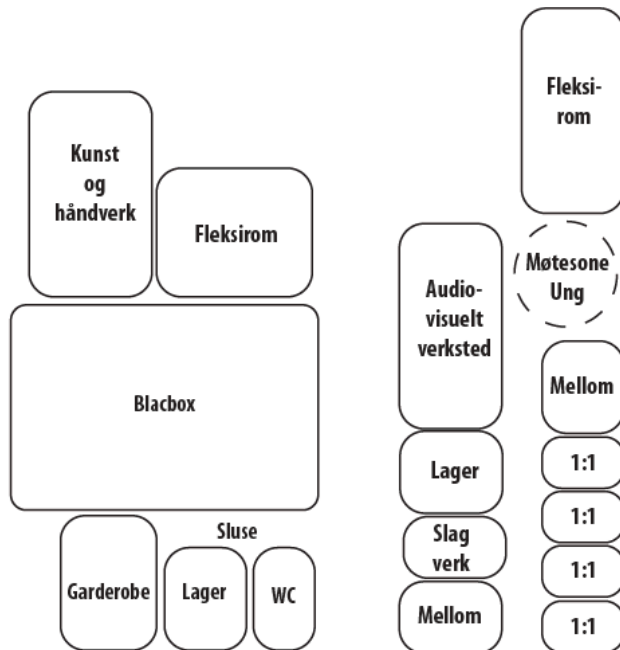 Fleksi-
rom
Kunst
og
håndverk
Fleksirom
Audio-
visuelt
verksted
Møtesone
Ung
Blacbox
Mellom
Lager
1:1
1:1
Sluse
Slag
verk
Garderobe
Lager
WC
1:1
Mellom
1:1